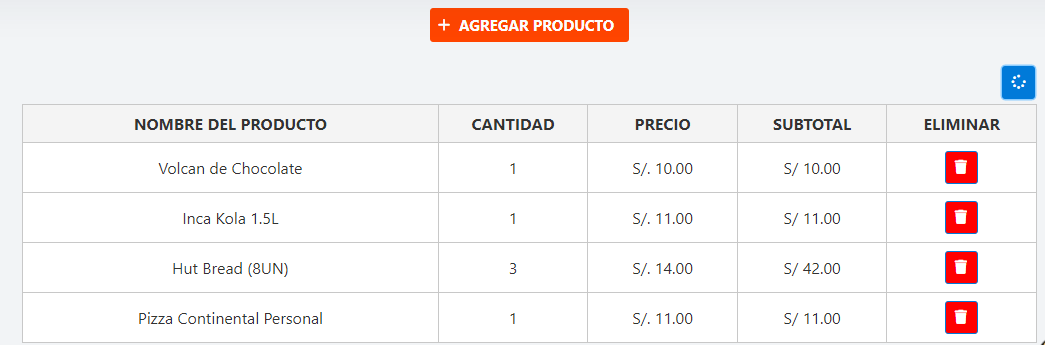 + AGREGAR PRODUCTO
NOMBRE DEL PRODUCTO CANTIDAD PRECIO SUBTOTAL ELIMINAR
Volcan de Chocolate 1 S/. 10.00 S/ 10.00
Inca Kola 1.5L 1 S/. 11.00 S/ 11.00
Hut Bread (8UN) 3 S/. 14.00 S/ 42.00
Pizza Continental Personal 1 S/. 11.00 S/ 11.00